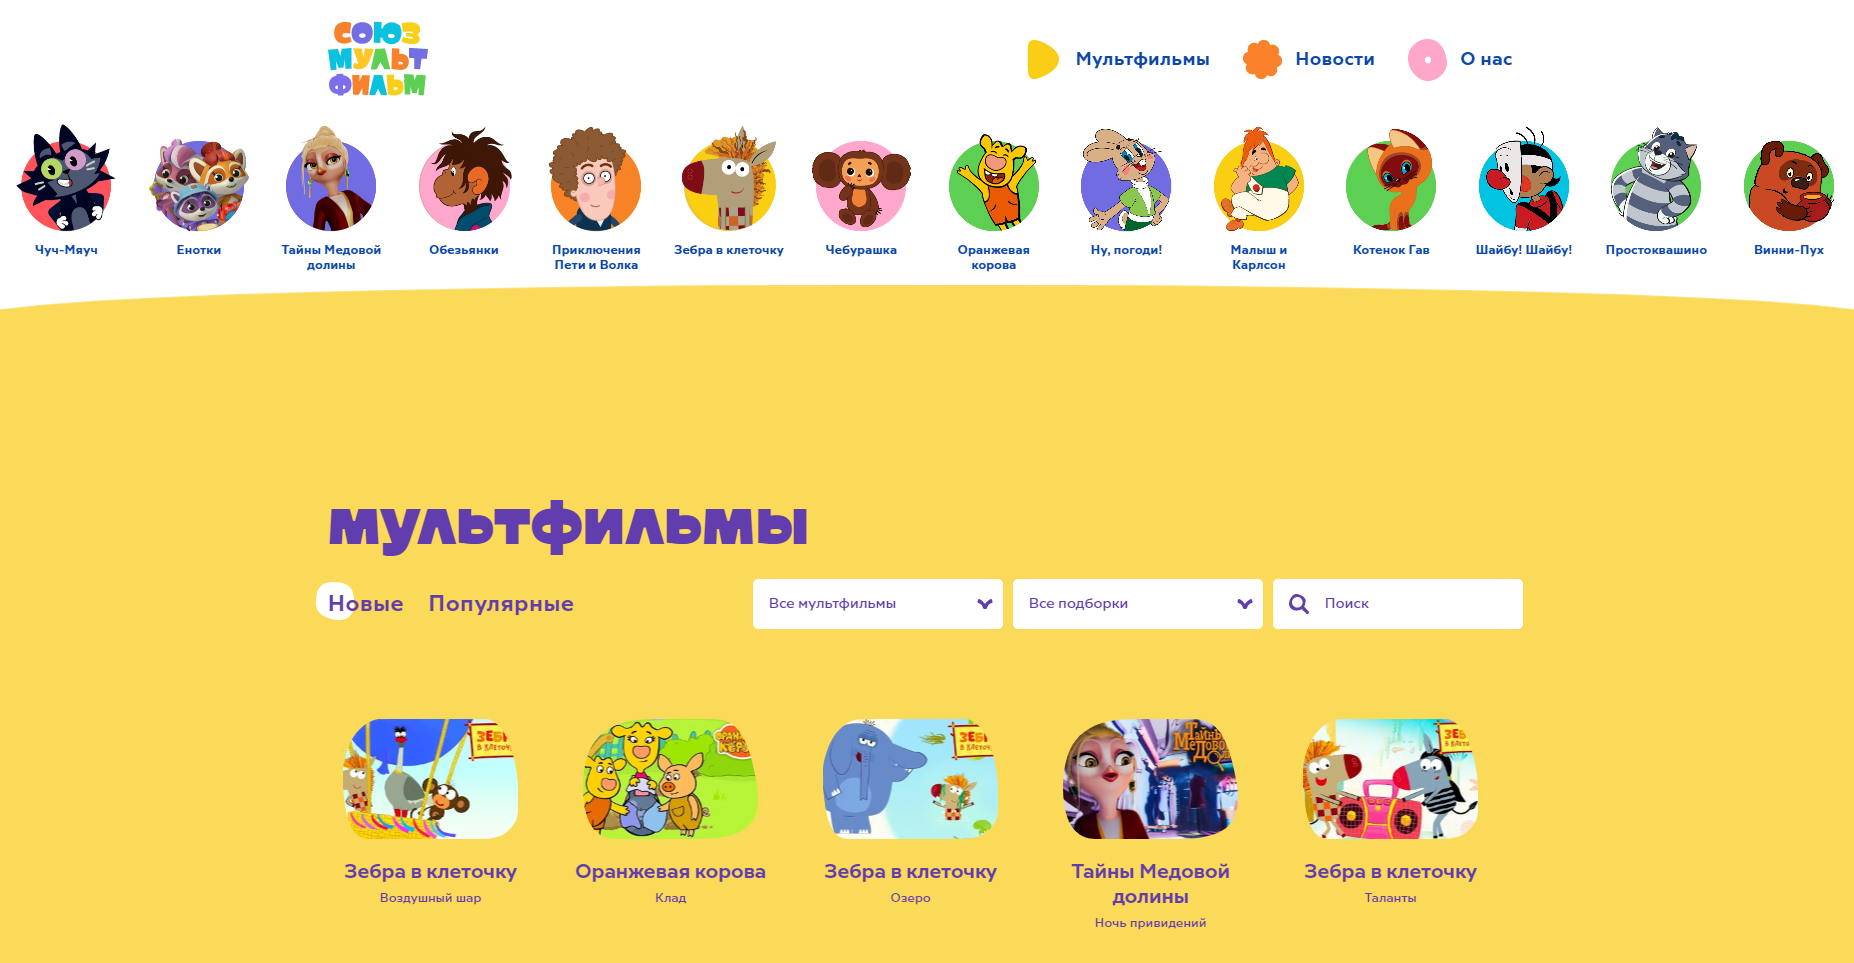 СОЮЗ
МУЛЬТ
ФИЛЬМ
Мультфильмы
Новости
О нас
Чуч-Мяуч
Енотки
Тайны Медовой
долины
Обезьянки
Приключения
Пети и Волка
Зебра в клеточку
Чебурашка
Оранжевая
корова
Ну, погоди!
Малыш и
Карлсон
Котенок Гав
Шайбу! Шайбу!
Простоквашино
Винни-Пух
мультфильмы
Новые
Популярные
Все мультфильмы
Все подборки
Поиск
Зебра в клеточку
Воздушный шар
Оранжевая корова
Клад
Зебра в клеточку
Озеро
Тайны Медовой
долины
Ночь привидений
Зебра в клеточку
Таланты